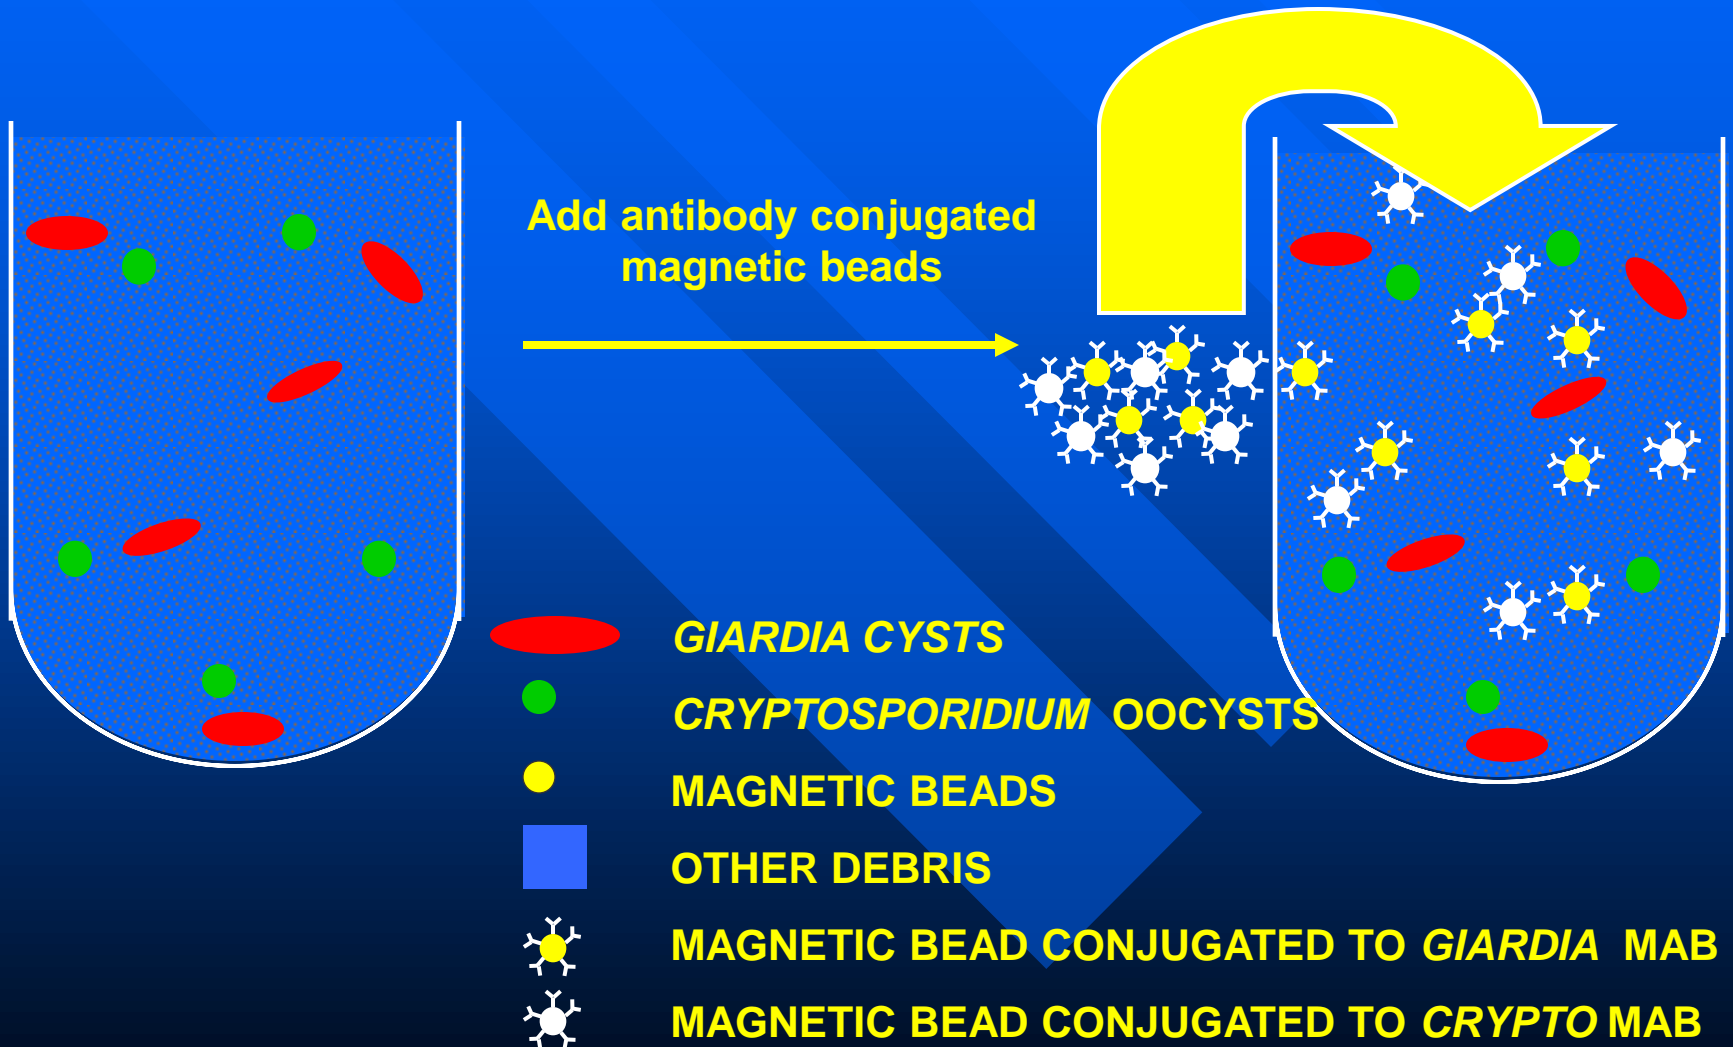 Add antibody conjugated
magnetic beads
GIARDIA CYSTS
CRYPTOSPORIDIUM OOCYSTS
MAGNETIC BEADS
OTHER DEBRIS
MAGNETIC BEAD CONJUGATED TO GIARDIA MAB
MAGNETIC BEAD CONJUGATED TO CRYPTO MAB